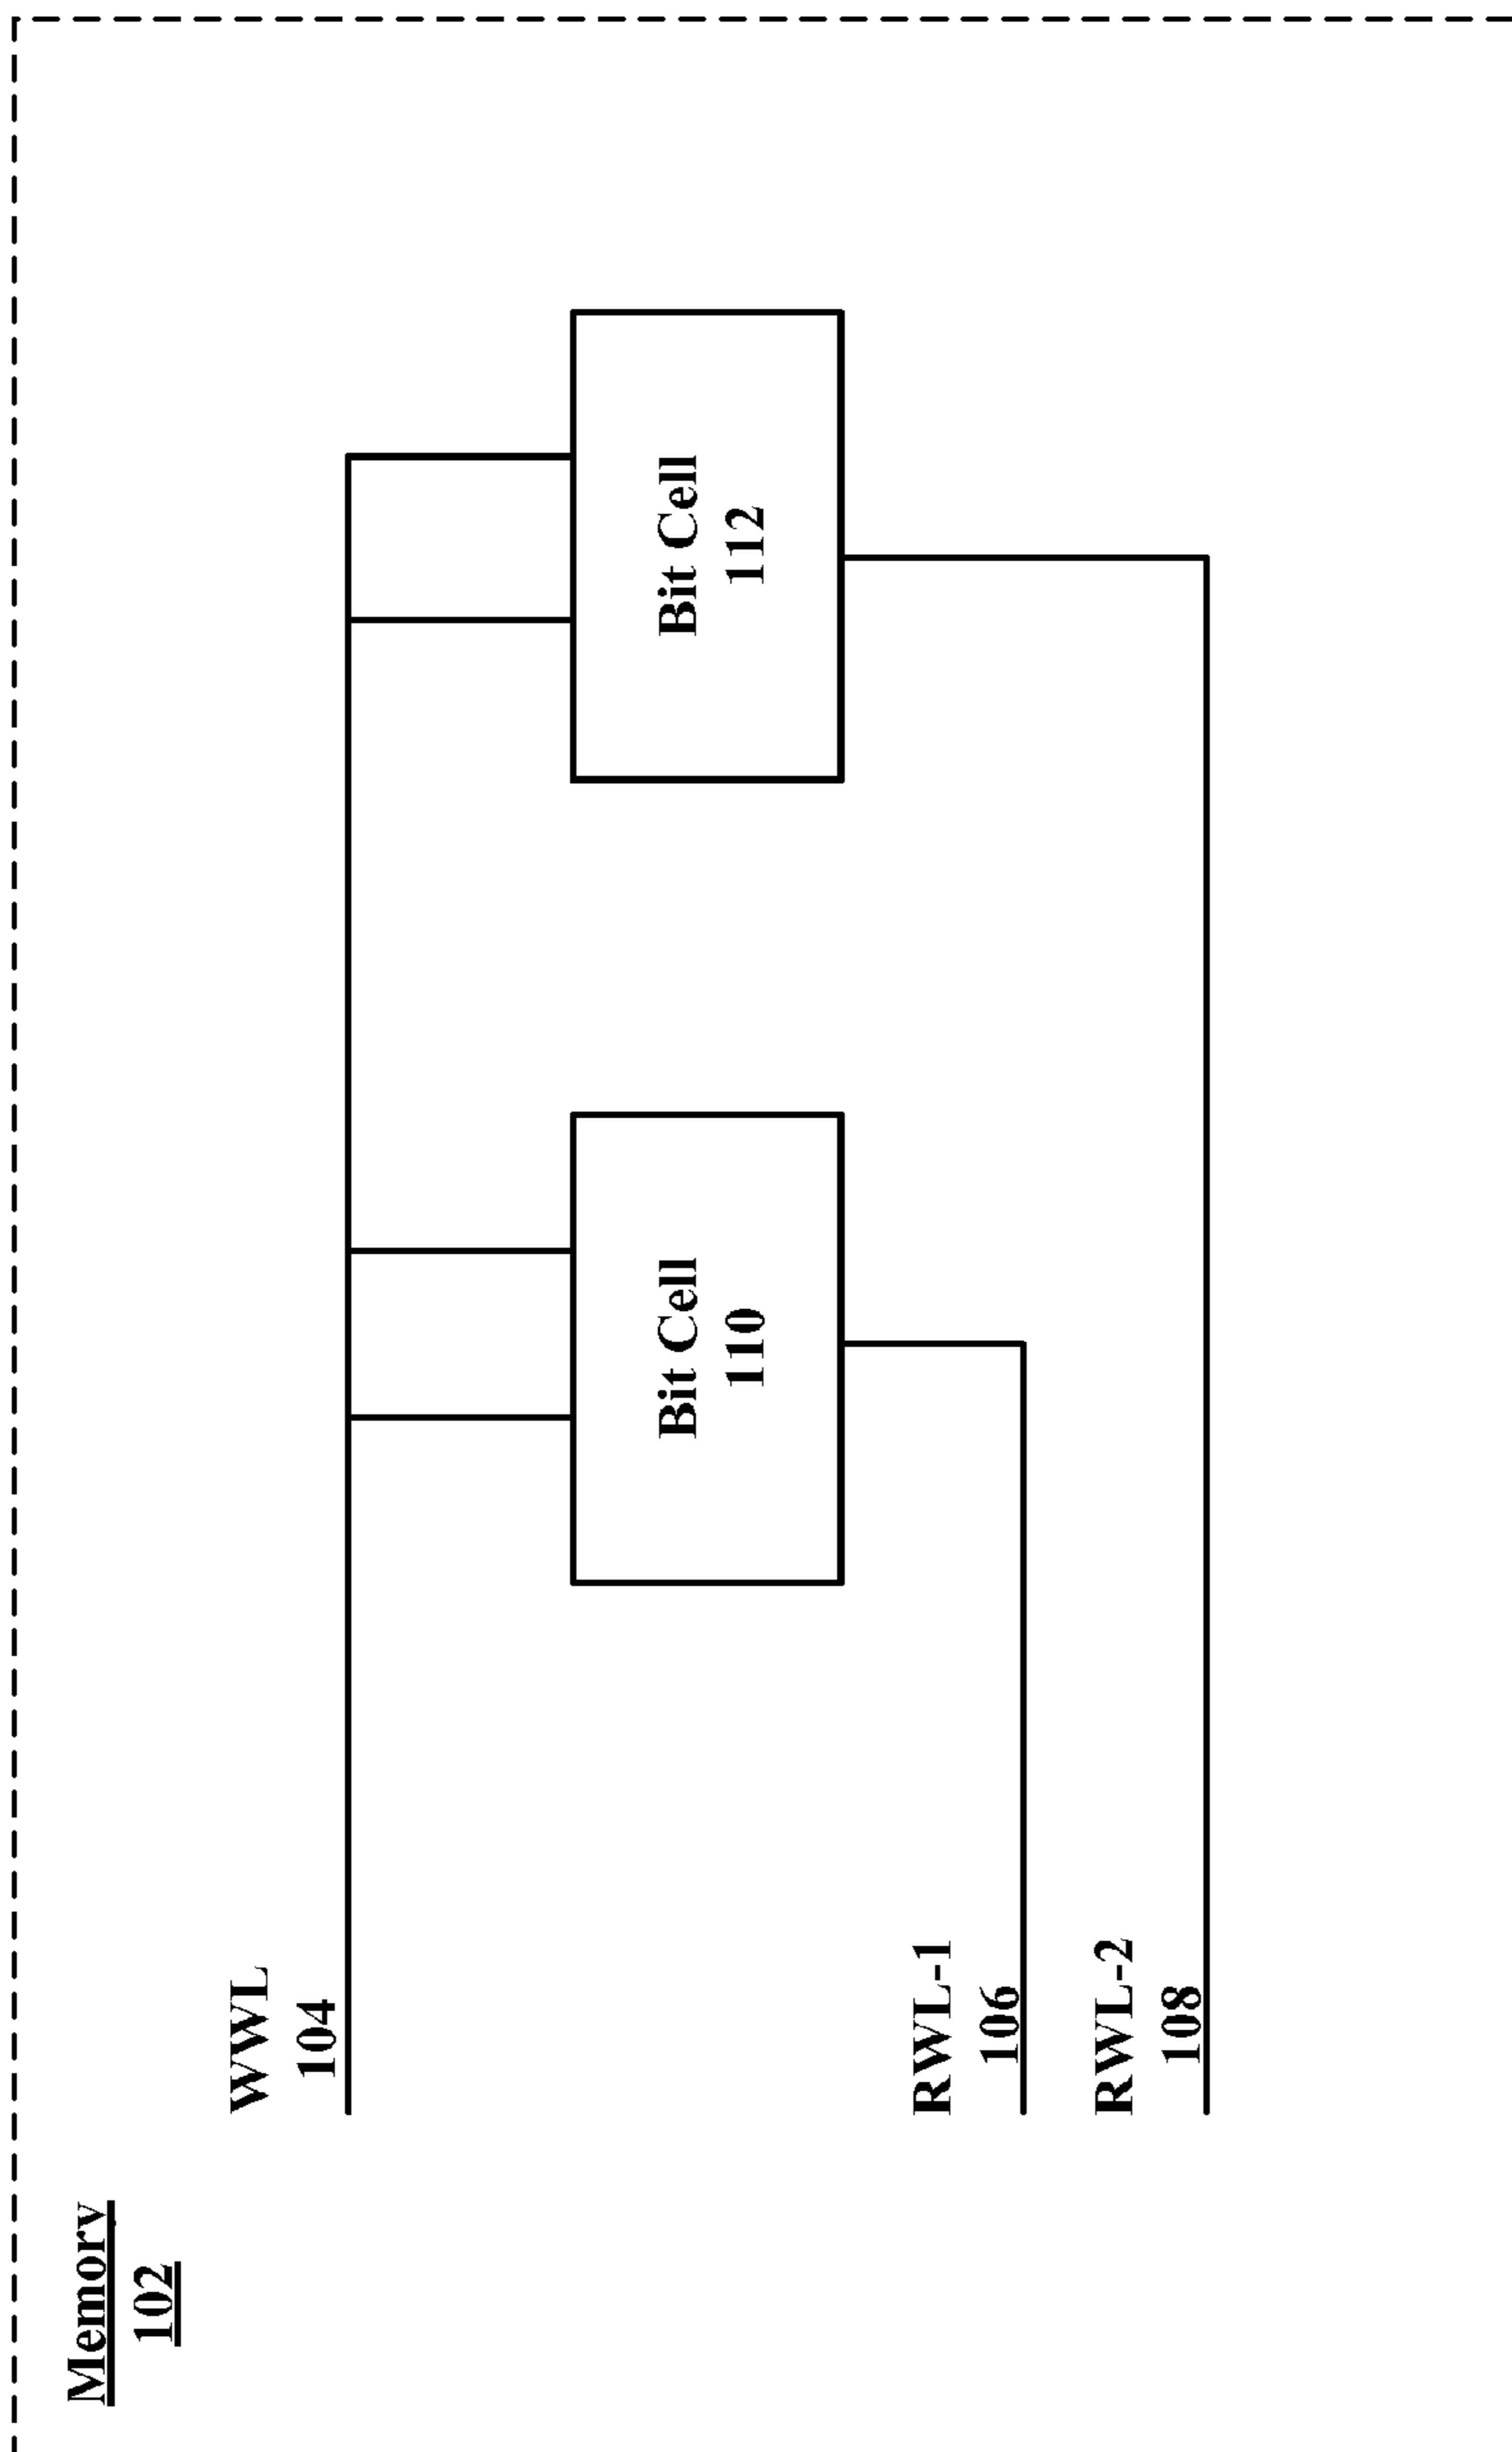 Memory
102
WWL
104
Bit Cell
110
Bit Cell
112
RWL-1
106
RWL-2
108